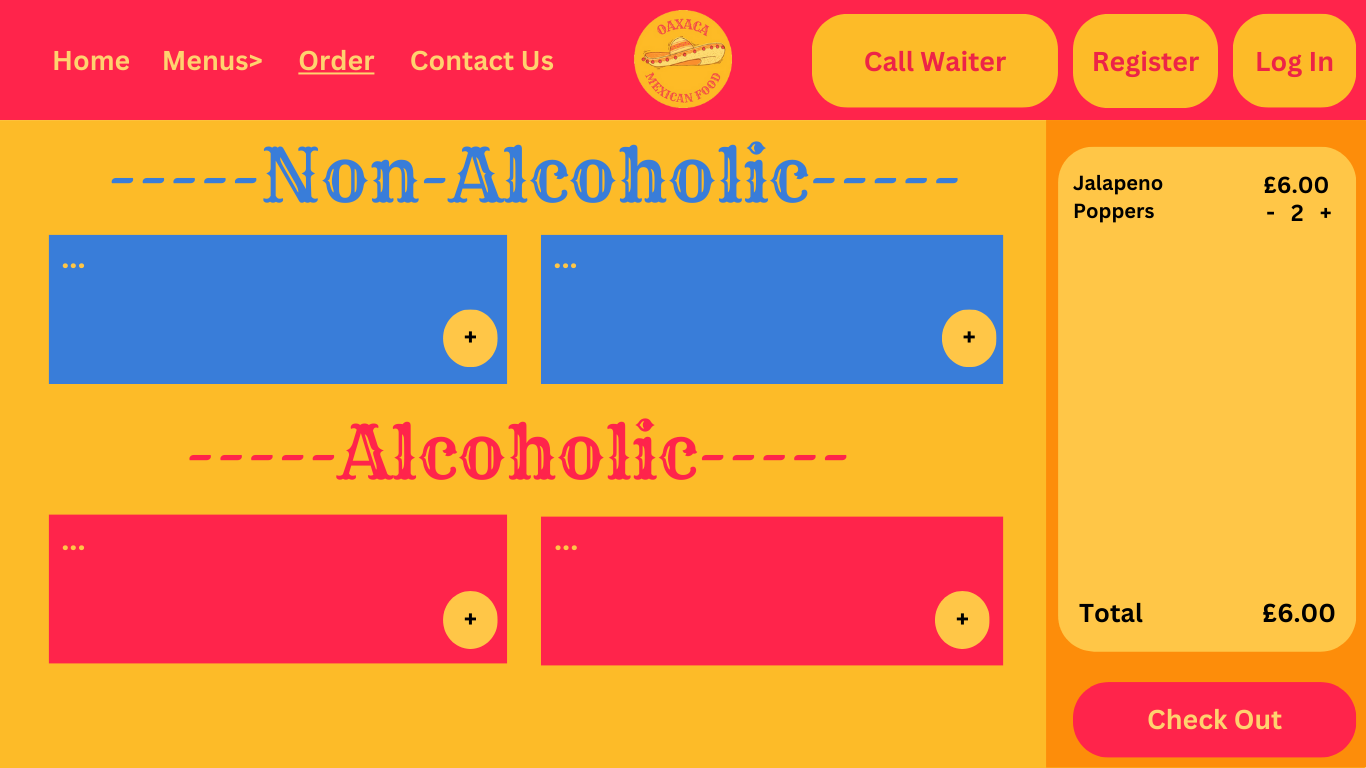 Home Menus> Order Contact Us
OAXACA
MEXICAN FOOD
Call Waiter
Register
Log In
-----Non-Alcoholic-----
...
+
...
+
-----Alcoholic-----
...
+
...
+
Jalapeno
Poppers
£6.00
- 2 +
Total £6.00
Check Out